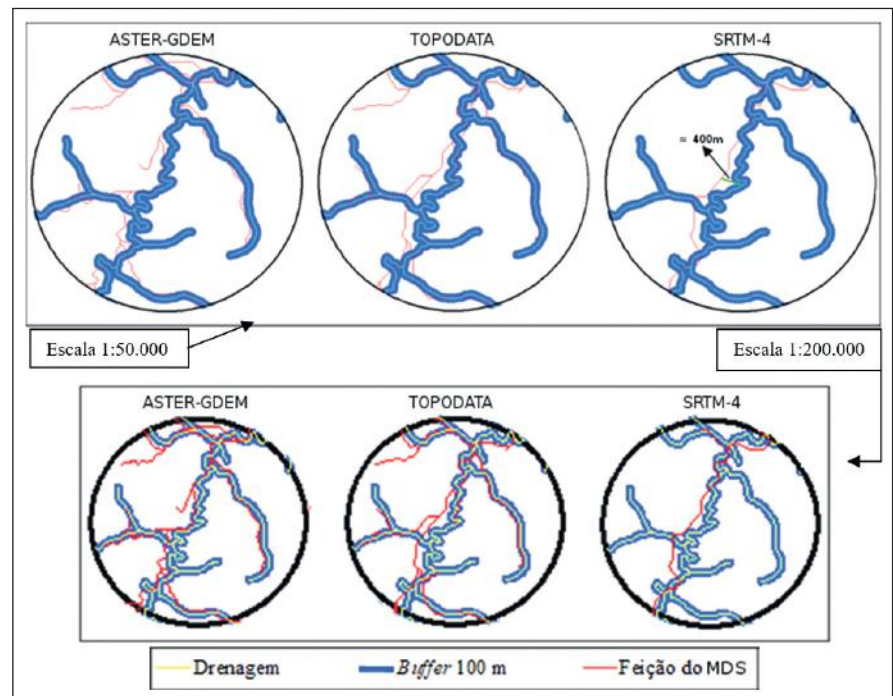 ASTER-GDEM TOPODATA SRTM-4
≈ 400m
Escala 1:50.000 Escala 1:200.000
ASTER-GDEM TOPODATA SRTM-4
Drenagem Buffer 100 m Feição do MDS